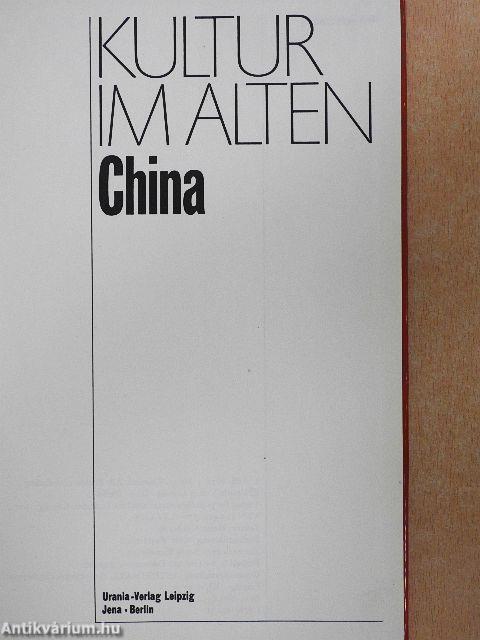 KULTUR
IM ALTEN
China
Urania-Verlag Leipzig
Jena · Berlin
Antikvárium.hu